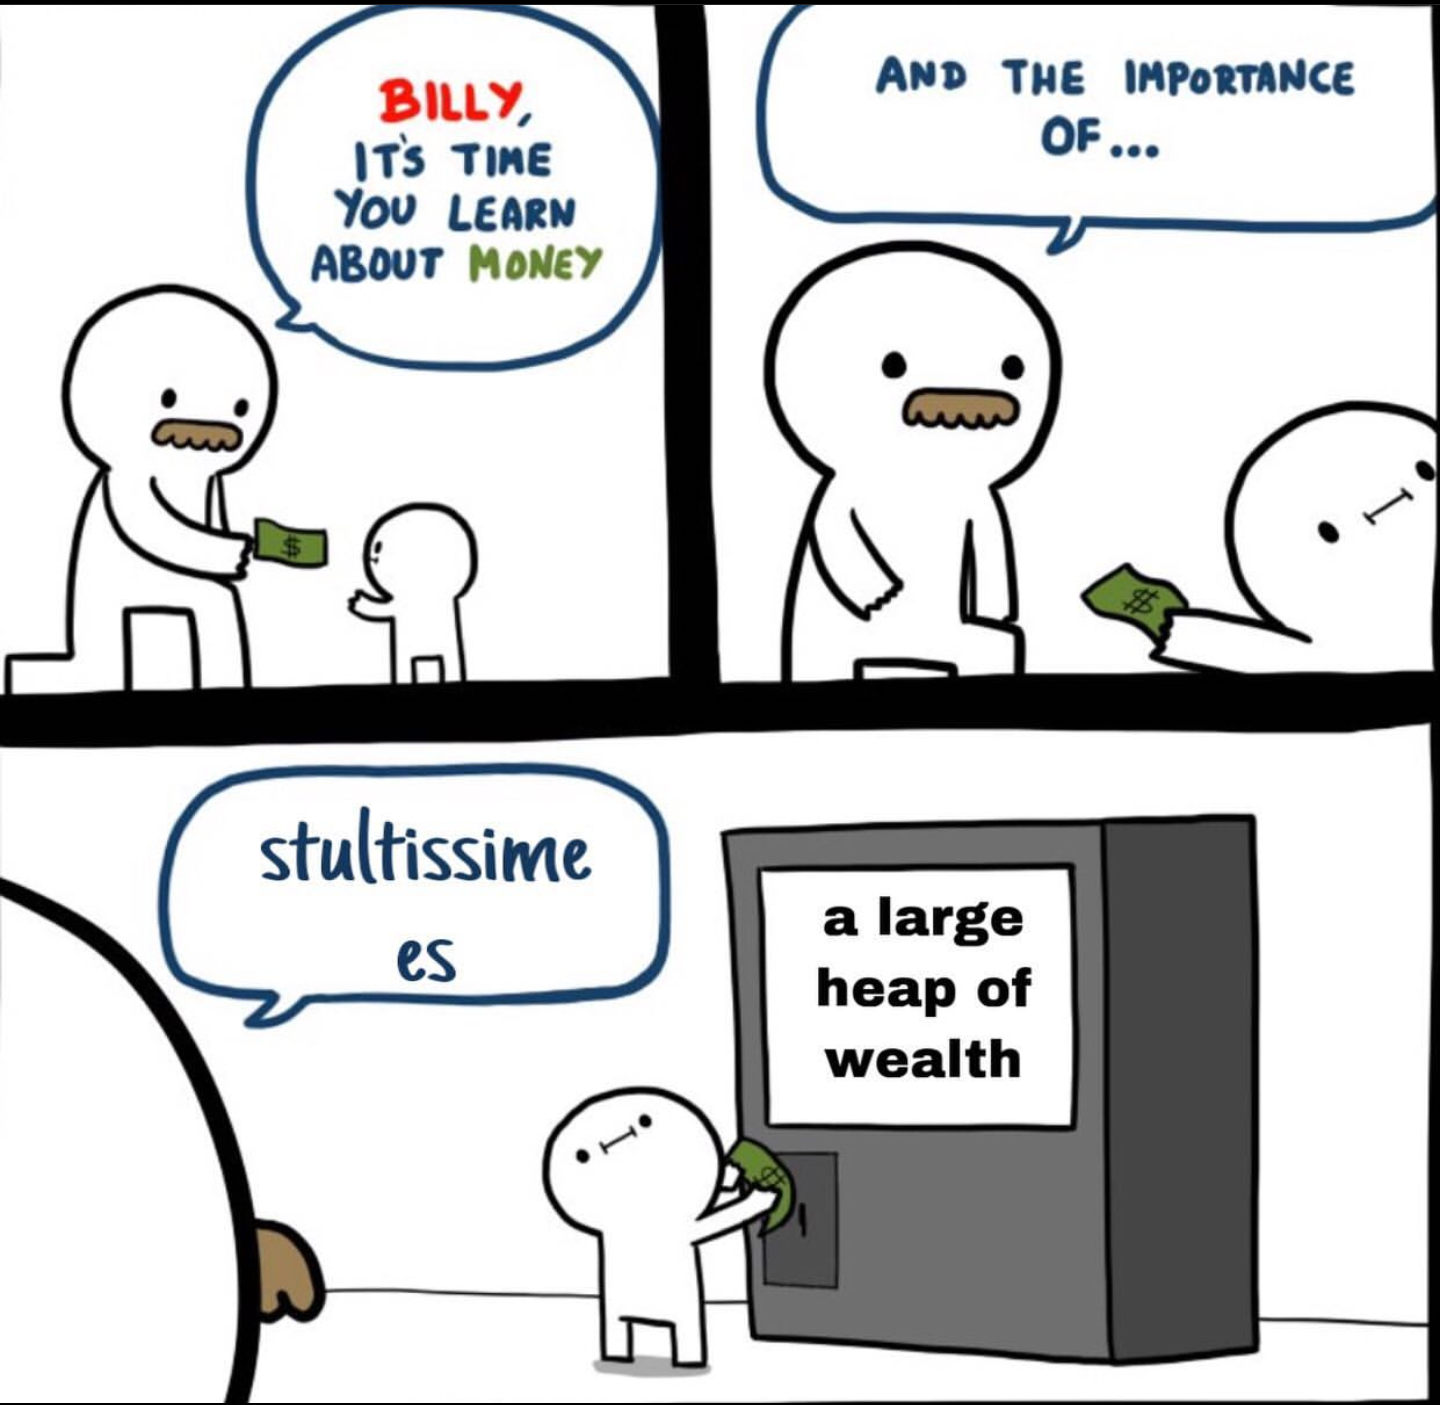 BILLY,
IT'S TIME
YOU LEARN
ABOUT MONEY
AND THE IMPORTANCE
OF...
$
$
stultissime
es
a large
heap of
wealth
$